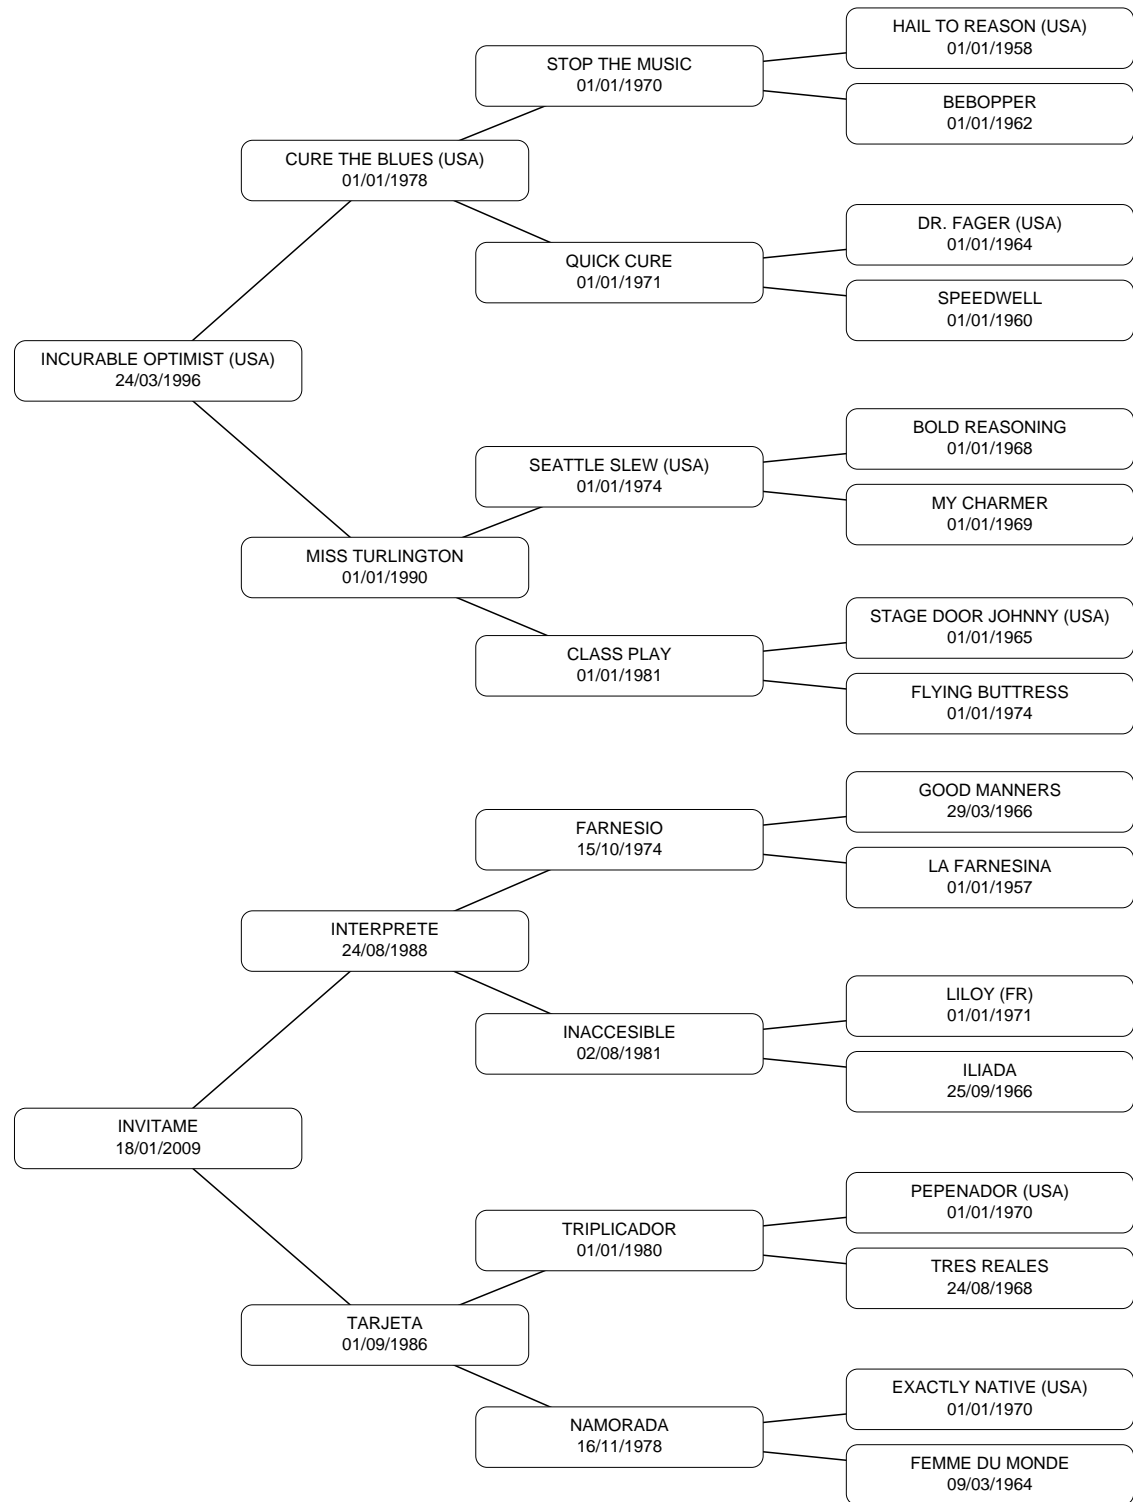 HAIL TO REASON (USA)
01/01/1958
STOP THE MUSIC
01/01/1970
BEBOPPER
01/01/1962
CURE THE BLUES (USA)
01/01/1978
DR. FAGER (USA)
01/01/1964
QUICK CURE
01/01/1971
SPEEDWELL
01/01/1960
INCURABLE OPTIMIST (USA)
24/03/1996
BOLD REASONING
01/01/1968
SEATTLE SLEW (USA)
01/01/1974
MY CHARMER
01/01/1969
MISS TURLINGTON
01/01/1990
STAGE DOOR JOHNNY (USA)
01/01/1965
CLASS PLAY
01/01/1981
FLYING BUTTRESS
01/01/1974
GOOD MANNERS
29/03/1966
FARNESIO
15/10/1974
LA FARNESINA
01/01/1957
INTERPRETE
24/08/1988
LILOY (FR)
01/01/1971
INACCESIBLE
02/08/1981
ILIADA
25/09/1966
INVITAME
18/01/2009
PEPENADOR (USA)
01/01/1970
TRIPLICADOR
01/01/1980
TRES REALES
24/08/1968
TARJETA
01/09/1986
EXACTLY NATIVE (USA)
01/01/1970
NAMORADA
16/11/1978
FEMME DU MONDE
09/03/1964